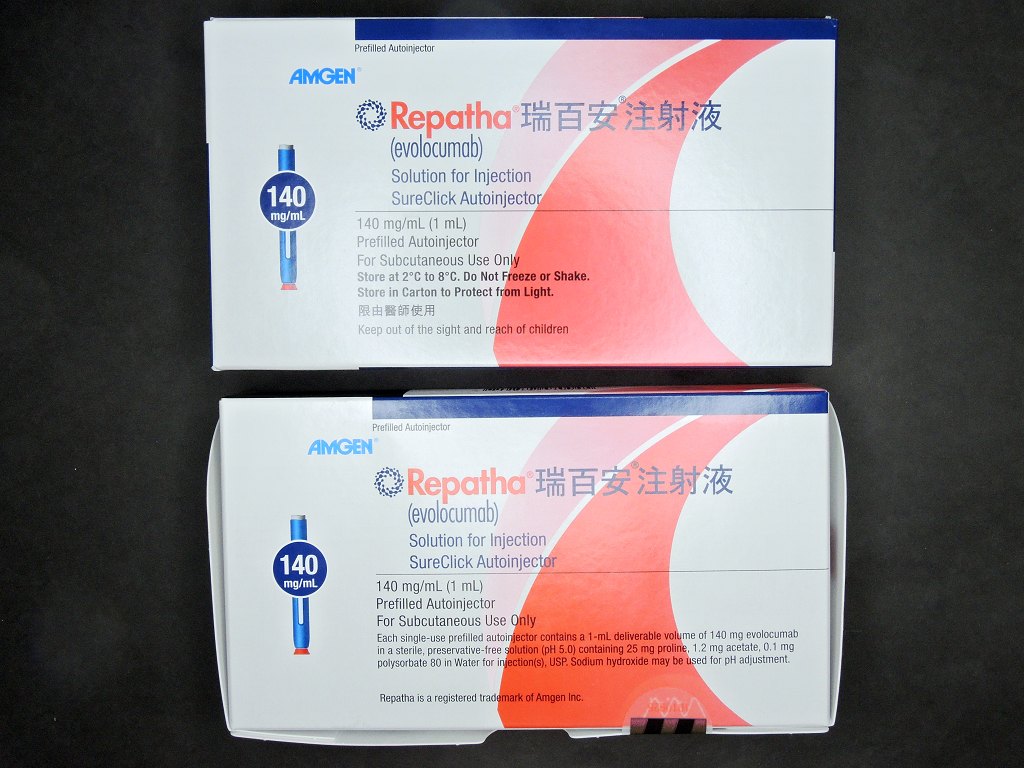 Prefilled Autoinjector
AMGEN®
Repatha®瑞百安®注射液
(evolocumab)
Solution for Injection
SureClick Autoinjector
140
mg/mL
140 mg/mL (1 mL)
Prefilled Autoinjector
For Subcutaneous Use Only
Store at 2°C to 8°C. Do Not Freeze or Shake.
Store in Carton to Protect from Light.
限由醫師使用
Keep out of the sight and reach of children
Prefilled Autoinjector
AMGEN®
Repatha®瑞百安®注射液
(evolocumab)
Solution for Injection
SureClick Autoinjector
140
mg/mL
140 mg/mL (1 mL)
Prefilled Autoinjector
For Subcutaneous Use Only
Each single-use prefilled autoinjector contains a 1-mL deliverable volume of 140 mg evolocumab
in a sterile, preservative-free solution (pH 5.0) containing 25 mg proline, 1.2 mg acetate, 0.1 mg
polysorbate 80 in Water for injection(s), USP. Sodium hydroxide may be used for pH adjustment.
Repatha is a registered trademark of Amgen Inc.